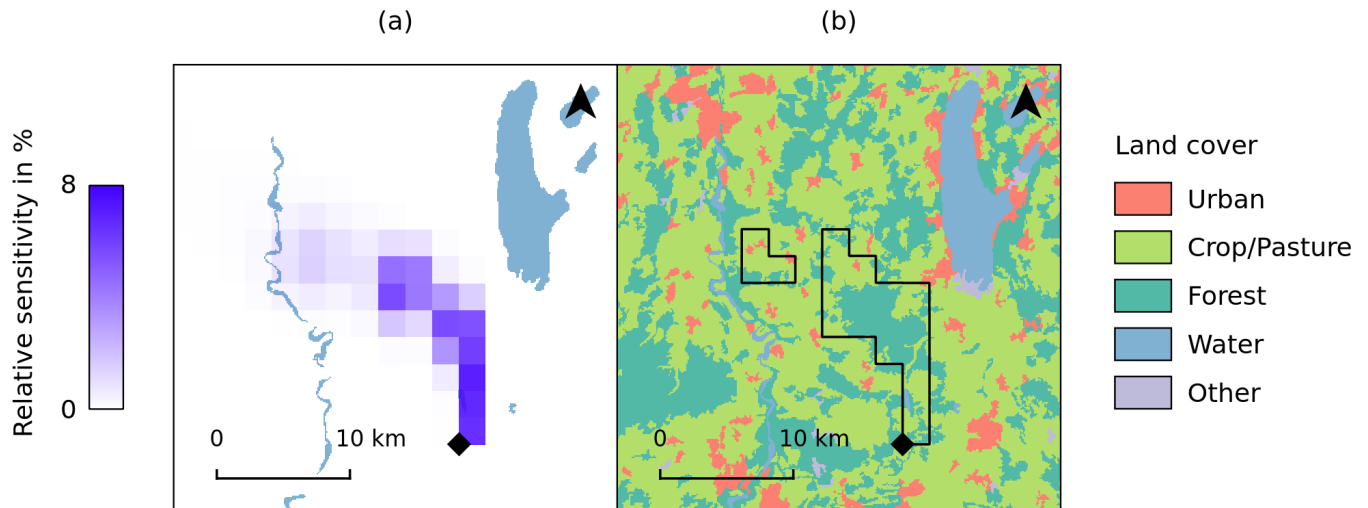 (a)
(b)
Relative sensitivity in %
8
0
0
10 km
0
10 km
Land cover
Urban
Crop/Pasture
Forest
Water
Other